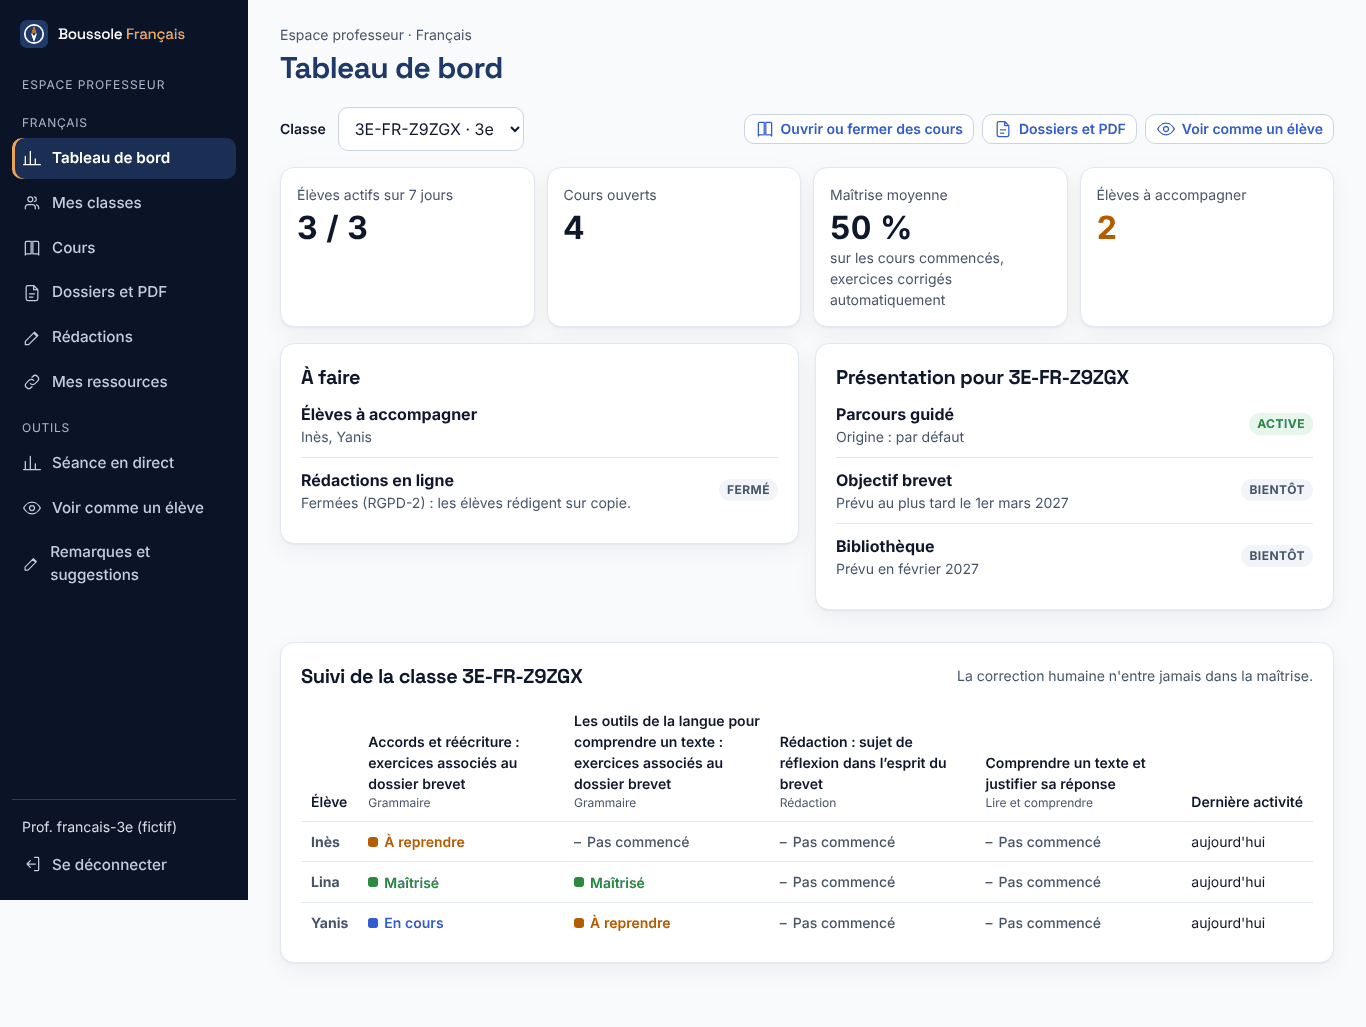 Boussole Français
ESPACE PROFESSEUR
FRANÇAIS
Tableau de bord
Mes classes
Cours
Dossiers et PDF
Rédactions
Mes ressources
OUTILS
Séance en direct
Voir comme un élève
Remarques et
suggestions
Prof. francais-3e (fictif)
Se déconnecter
Espace professeur · Français
Tableau de bord
Classe
3E-FR-Z9ZGX · 3e
Ouvrir ou fermer des cours
Dossiers et PDF
Voir comme un élève
Élèves actifs sur 7 jours
3 / 3
Cours ouverts
4
Maîtrise moyenne
50 %
sur les cours commencés,
exercices corrigés
automatiquement
Élèves à accompagner
2
À faire
Élèves à accompagner
Inès, Yanis
Rédactions en ligne
Fermées (RGPD-2) : les élèves rédigent sur copie.
FERMÉ
Présentation pour 3E-FR-Z9ZGX
Parcours guidé
Origine : par défaut
ACTIVE
Objectif brevet
Prévu au plus tard le 1er mars 2027
BIENTÔT
Bibliothèque
Prévu en février 2027
BIENTÔT
Suivi de la classe 3E-FR-Z9ZGX
La correction humaine n'entre jamais dans la maîtrise.
Élève
Accords et réécriture :
exercices associés au
dossier brevet
Grammaire
Les outils de la langue pour
comprendre un texte :
exercices associés au
dossier brevet
Grammaire
Rédaction : sujet de
réflexion dans l’esprit du
brevet
Rédaction
Comprendre un texte et
justifier sa réponse
Lire et comprendre
Dernière activité
Inès À reprendre – Pas commencé – Pas commencé – Pas commencé aujourd'hui
Lina Maîtrisé Maîtrisé – Pas commencé – Pas commencé aujourd'hui
Yanis En cours À reprendre – Pas commencé – Pas commencé aujourd'hui